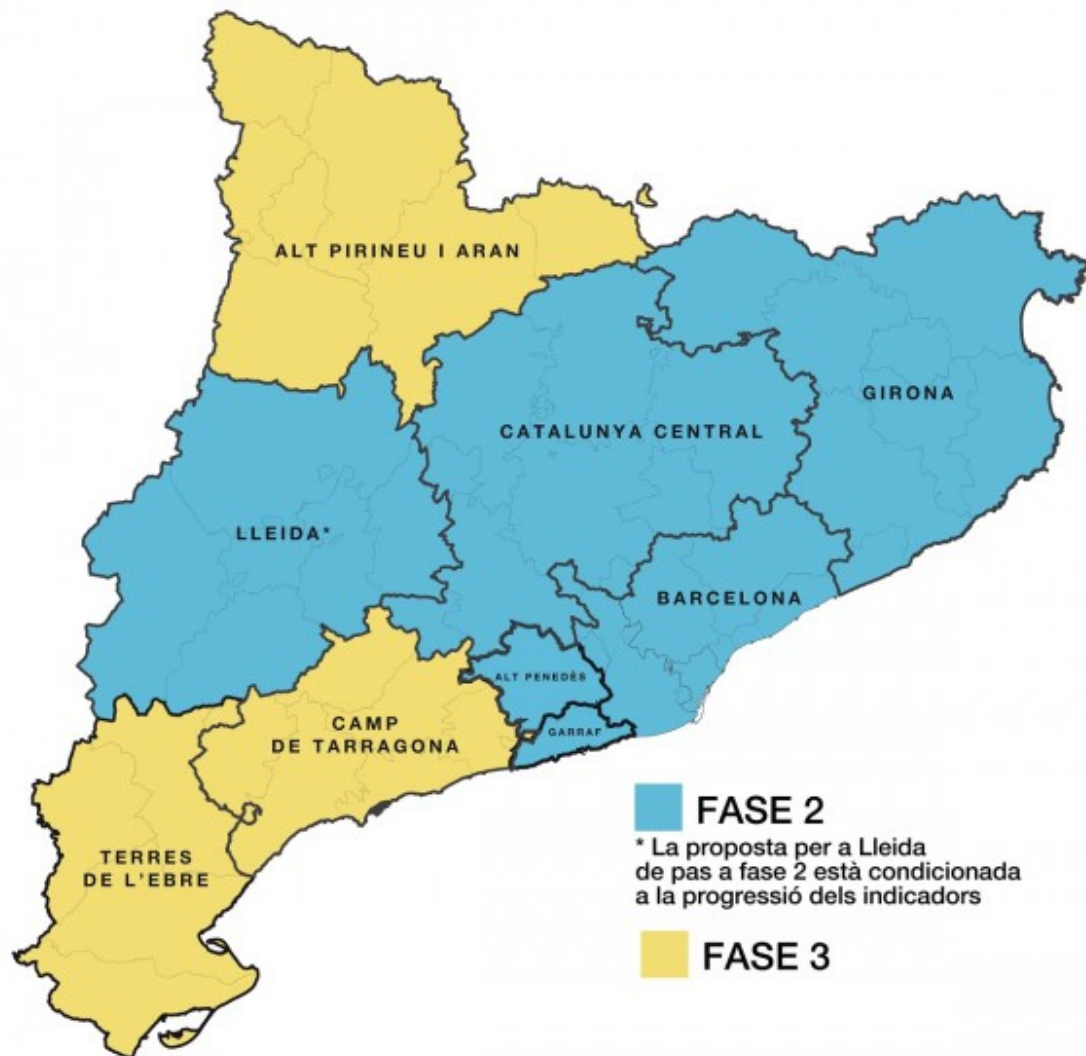 ALT PIRINEU I ARAN
GIRONA
CATALUNYA CENTRAL
LLEIDA*
BARCELONA
ALT PENEDÈS
CAMP
DE TARRAGONA
GARRAF
TERRES
DE L'EBRE
FASE 2
* La proposta per a Lleida
de pas a fase 2 està condicionada
a la progressió dels indicadors
FASE 3